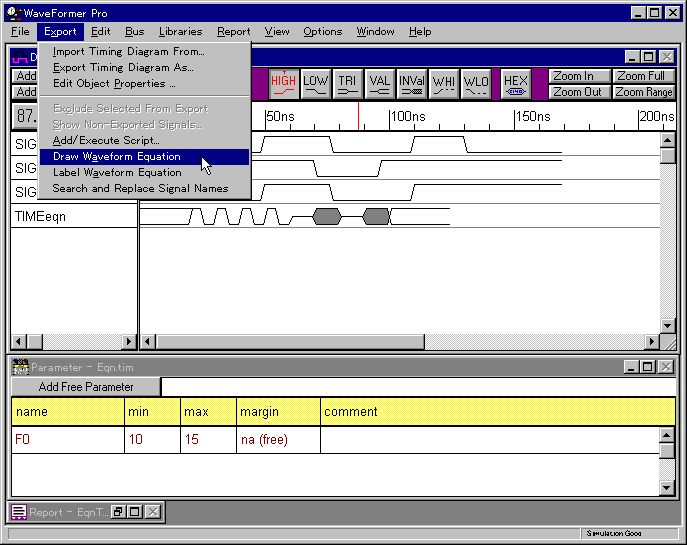 WaveFormer Pro
File Export Edit Bus Libraries Report View Options Window Help
Import Timing Diagram From...
Export Timing Diagram As...
Edit Object Properties ...
Exclude Selected From Export
Show Non-Exported Signals...
Add/Execute Script...
Draw Waveform Equation
Label Waveform Equation
Search and Replace Signal Names
D
Add
Add
HIGH LOW TRI VAL INVal WHI WLO HEX
Zoom In Zoom Full
Zoom Out Zoom Range
87.
50ns 100ns 150ns 200ns
SIG
SIG
SIG
TIMEeqn
Parameter - Eqn.tim
Add Free Parameter
name min max margin comment
F0 10 15 na (free)
Report - EqnT...
Simulation Good